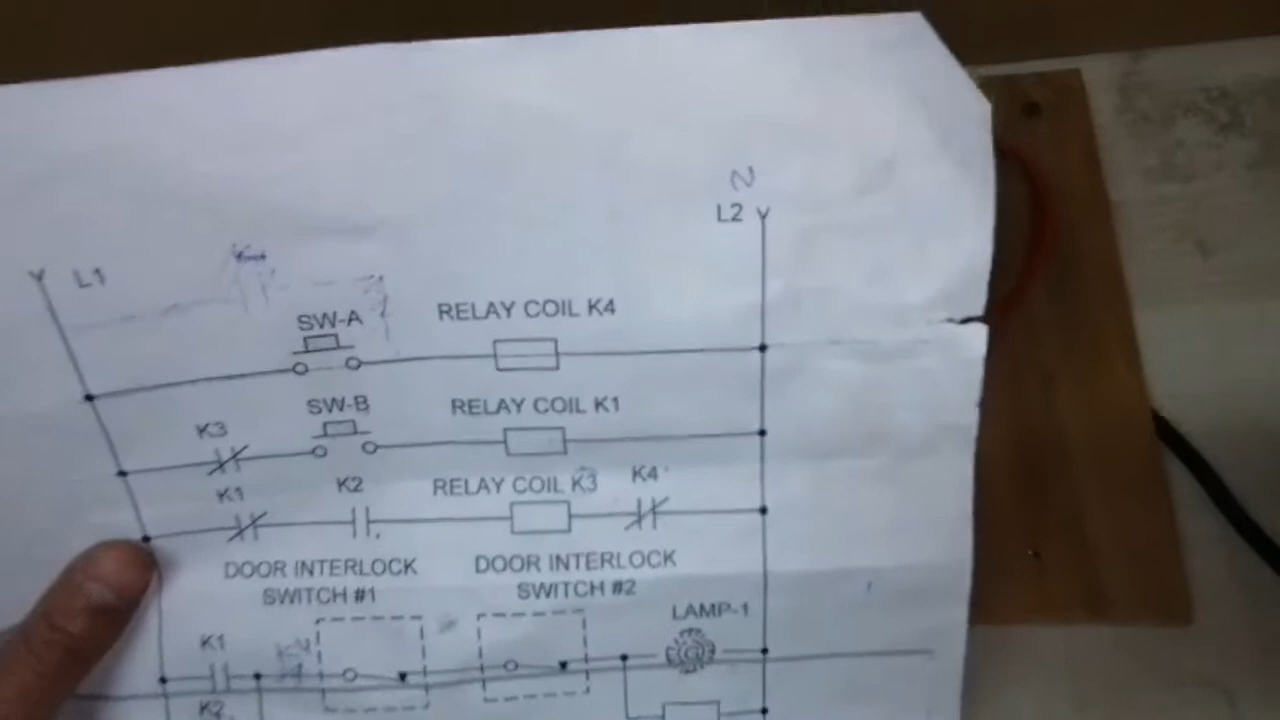 N
L2
L1
SW-A
RELAY COIL K4
SW-B
RELAY COIL K1
K3
K1
K2
RELAY COIL K3
K4
DOOR INTERLOCK
SWITCH #1
DOOR INTERLOCK
SWITCH #2
LAMP-1
K1
K2